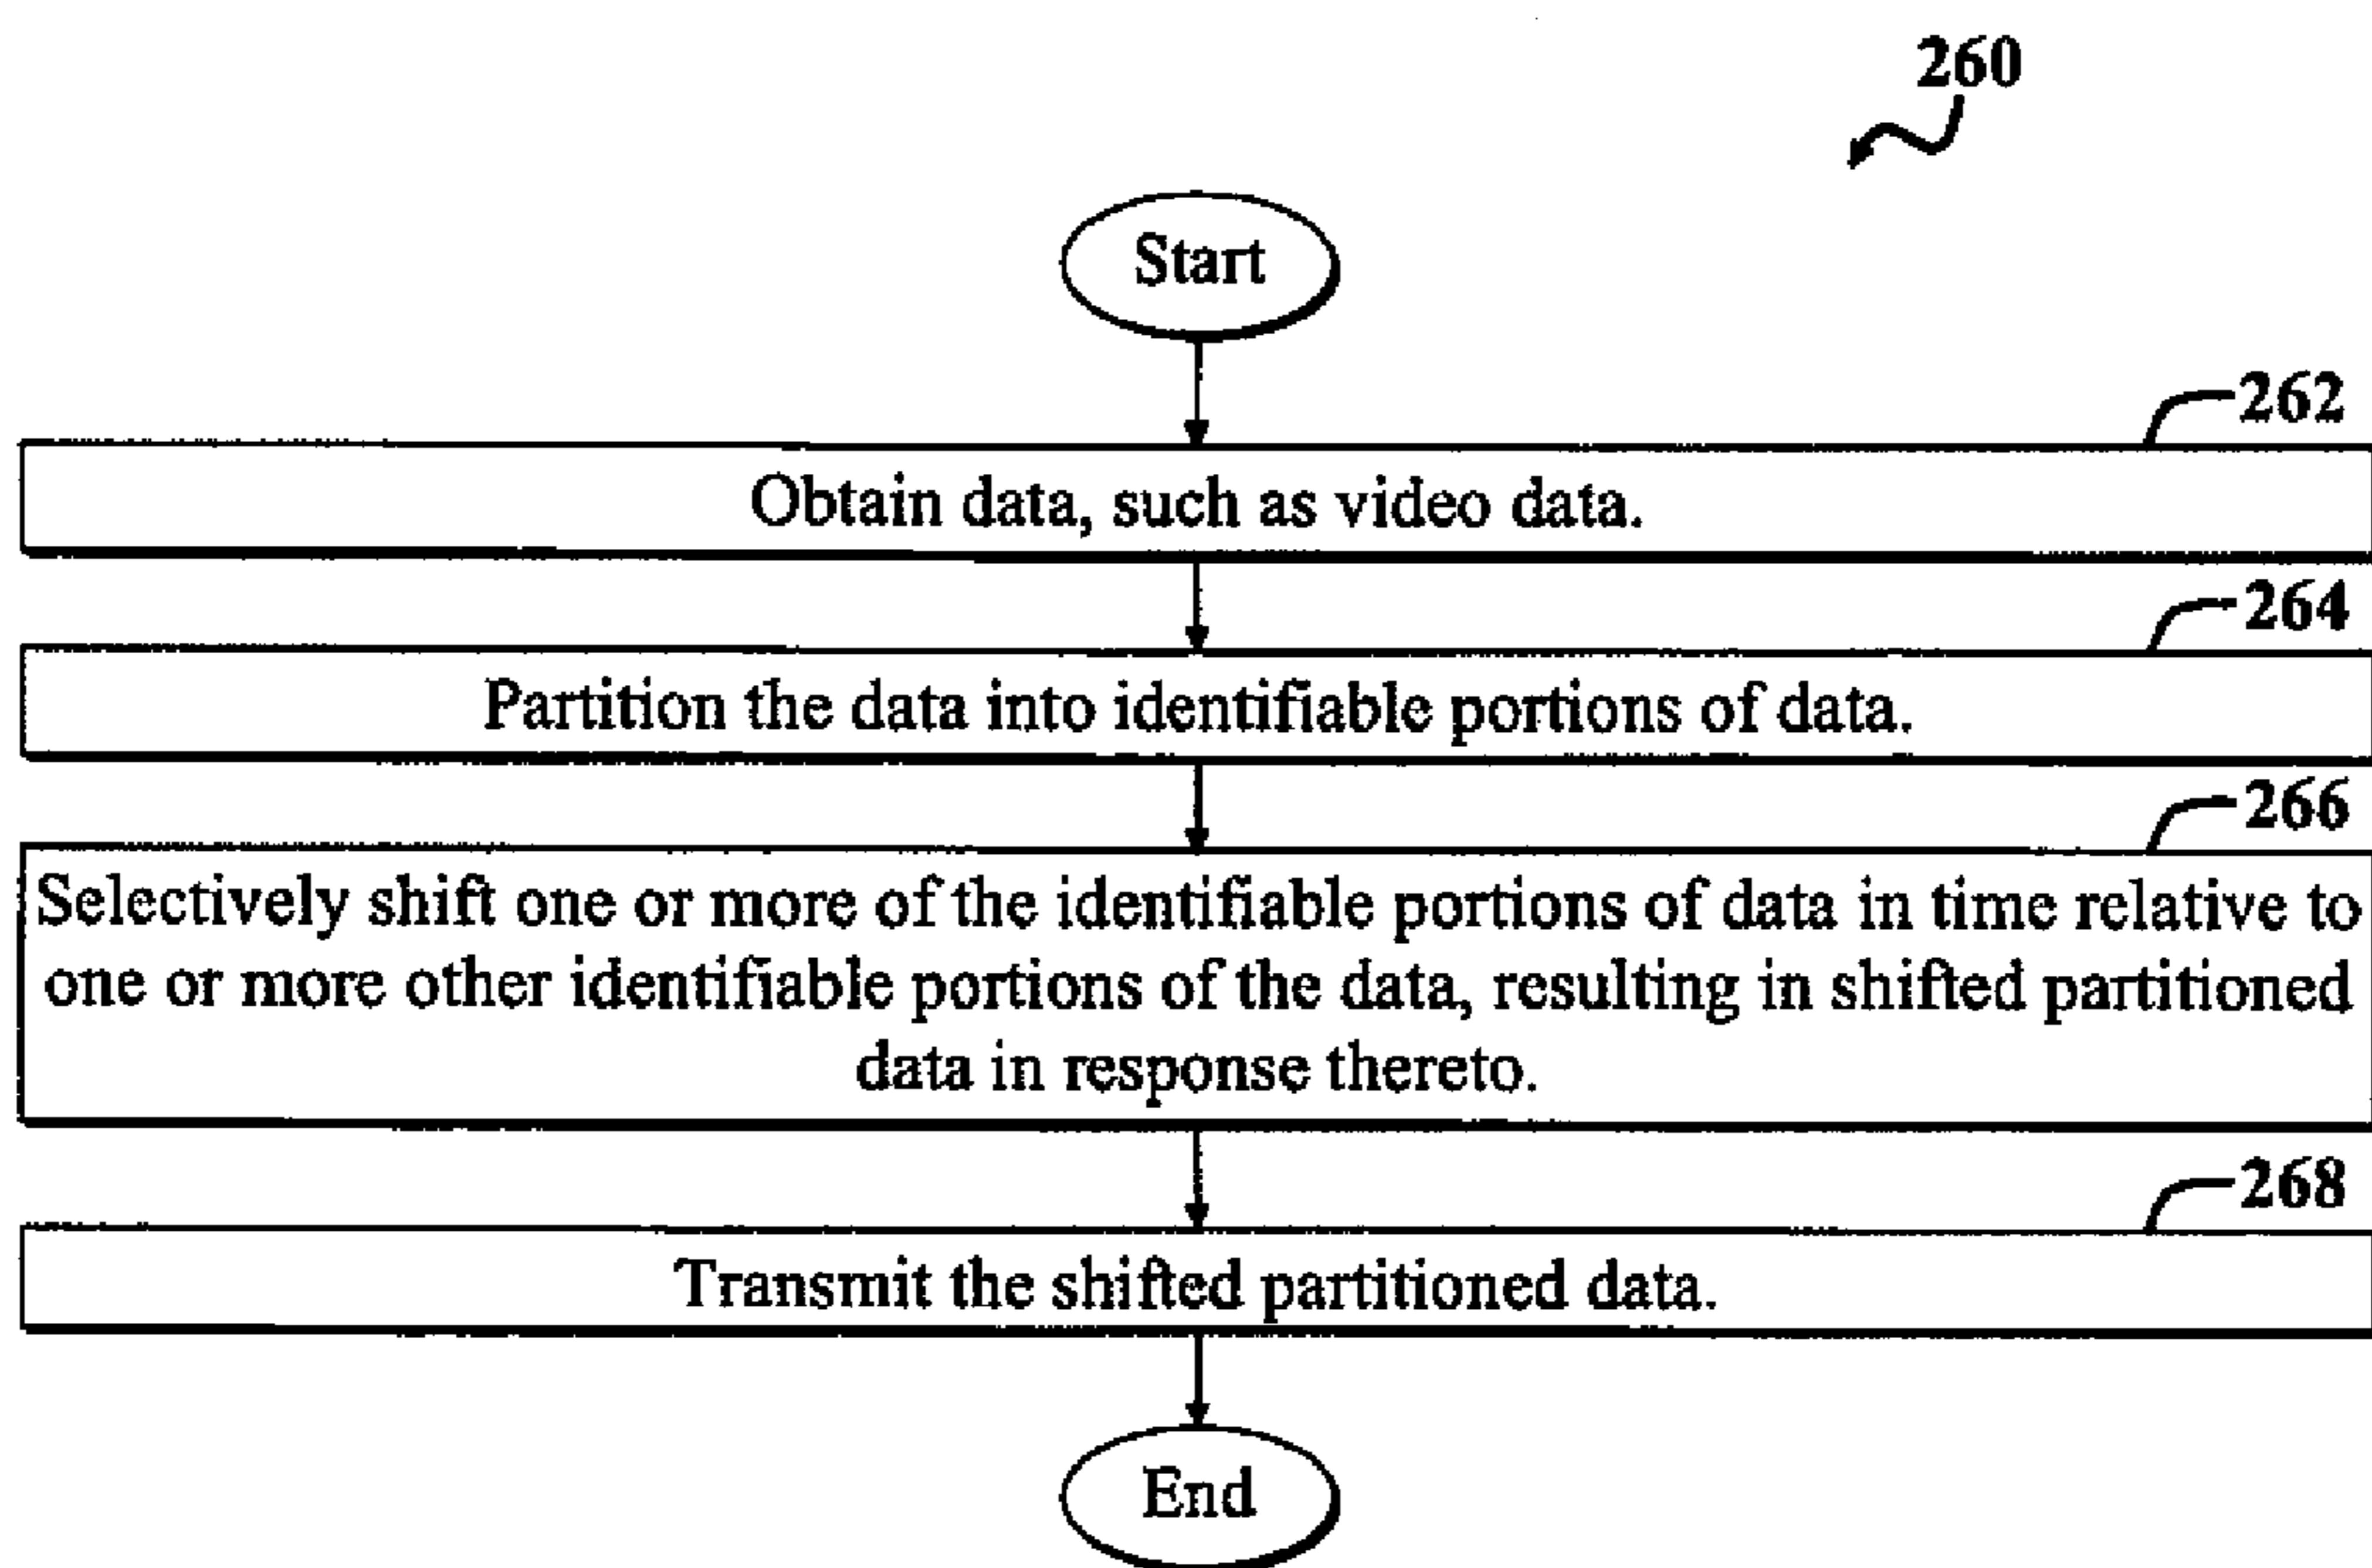 260
Start
262
Obtain data, such as video data.
264
Partition the data into identifiable portions of data.
266
Selectively shift one or more of the identifiable portions of data in time relative to
one or more other identifiable portions of the data, resulting in shifted partitioned
data in response thereto.
268
Transmit the shifted partitioned data.
End